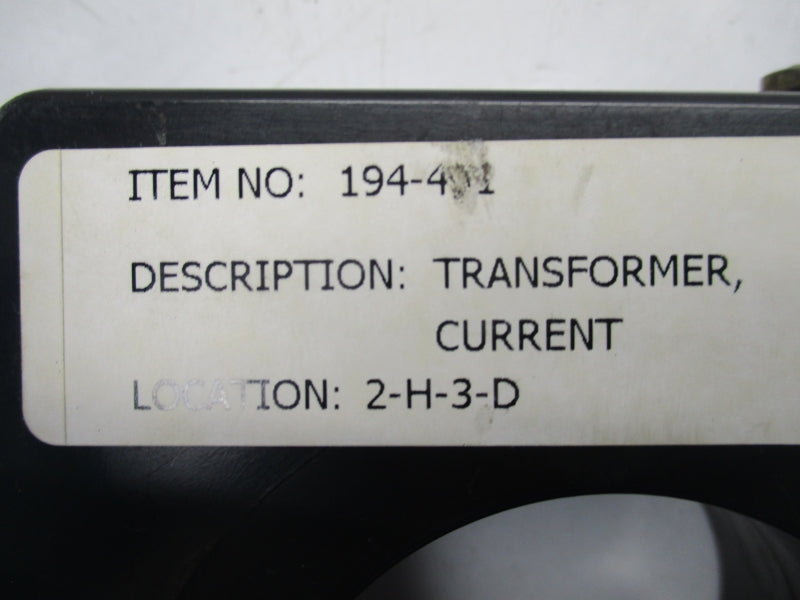 ITEM NO:
DESCRIPTION: TRANSFORMER,
CURRENT
LOCATION: 2-H-3-D